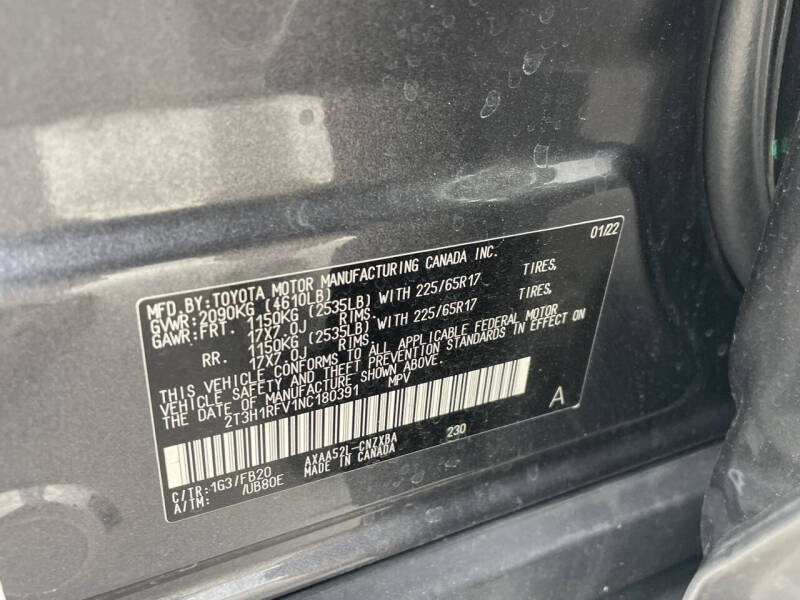 01/22
MFD.BY:TOYOTA MOTOR MANUFACTURING CANADA INC.
GVWR:2090KG (4610LB)
GAWR:FRT. 1150KG (2535LB) WITH 225/65R17 TIRES,
17X7.0J RIMS.
RR. 1150KG (2535LB) WITH 225/65R17 TIRES,
17X7.0J RIMS.
THIS VEHICLE CONFORMS TO ALL APPLICABLE FEDERAL MOTOR
VEHICLE SAFETY AND THEFT PREVENTION STANDARDS IN EFFECT ON
THE DATE OF MANUFACTURE SHOWN ABOVE.
2T3H1RFV1NC180391 MPV
A
C/TR:1G3/FB20 AXAA52L-CNZXBA 230
A/TM: /UB80E MADE IN CANADA